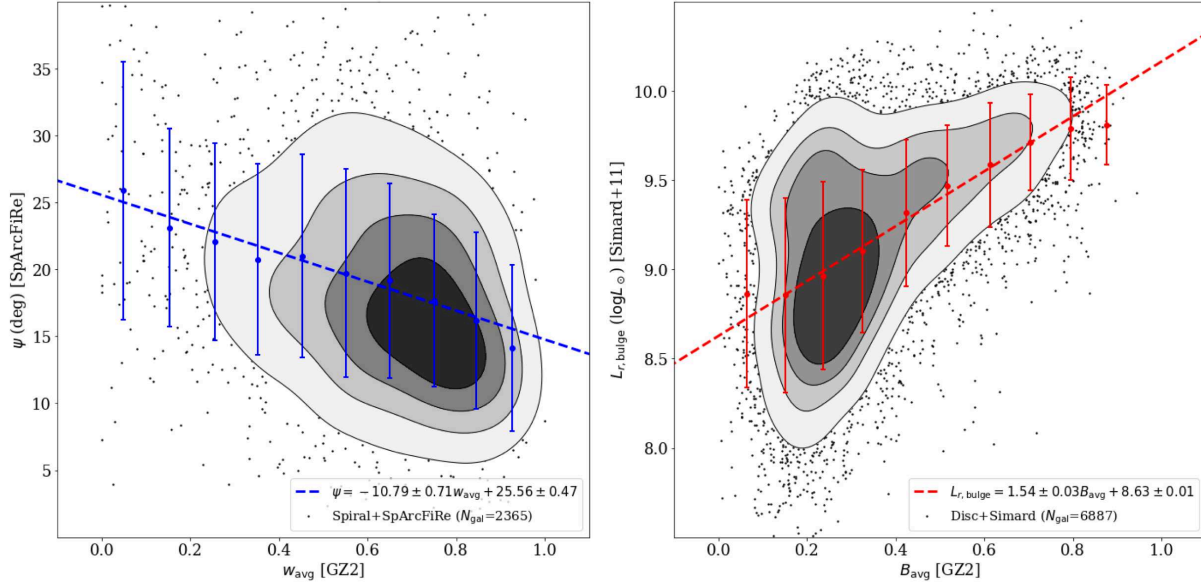 35
30
25
20
15
10
5
ψ (deg) [SpArcFiRe]
ψ = −10.79 ± 0.71w_avg + 25.56 ± 0.47
Spiral+SpArcFiRe (N_gal=2365)
0.0 0.2 0.4 0.6 0.8 1.0
w_avg [GZ2]
10.0
9.5
9.0
8.5
8.0
L_r,bulge (logL_⊙) [Simard+11]
L_r,bulge = 1.54 ± 0.03B_avg + 8.63 ± 0.01
Disc+Simard (N_gal=6887)
0.0 0.2 0.4 0.6 0.8 1.0
B_avg [GZ2]